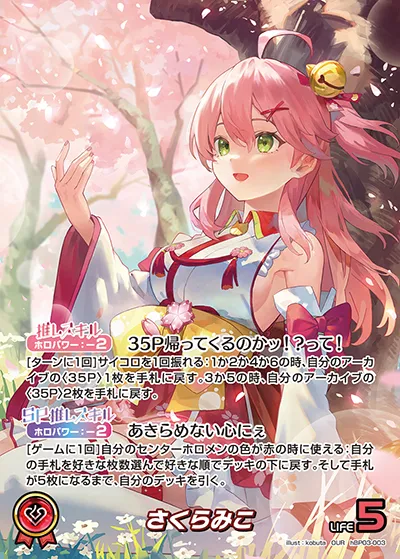 推しスキル
ホロパワー：－2
35P帰ってくるのかッ！？って！
[ターンに1回]サイコロを1回振れる：1か2か4か6の時、自分のアーカ
イブの〈35P〉1枚を手札に戻す。3か5の時、自分のアーカイブの
〈35P〉2枚を手札に戻す。
SP推しスキル
ホロパワー：－2
あきらめない心にぇ
[ゲームに1回]自分のセンターホロメンの色が赤の時に使える：自分
の手札を好きな枚数選んで好きな順でデッキの下に戻す。そして手札
が5枚になるまで、自分のデッキを引く。
さくらみこ
LIFE 5
illust：kobuta OUR hBP03-003